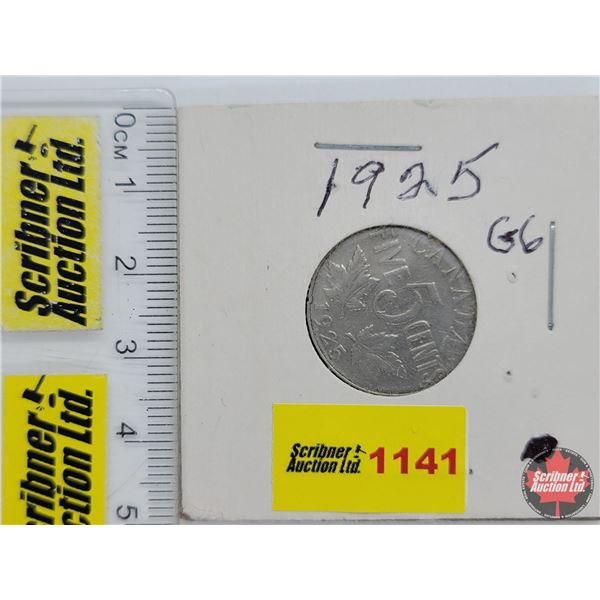 Scribner
Auction Ltd.
Scribner
Auction Ltd.
0CM
1
2
3
4
5
1925
G6
CANADA
FIVE 5 CENTS
1925
Scribner
Auction Ltd.
1141
Scribner
Auction Ltd.